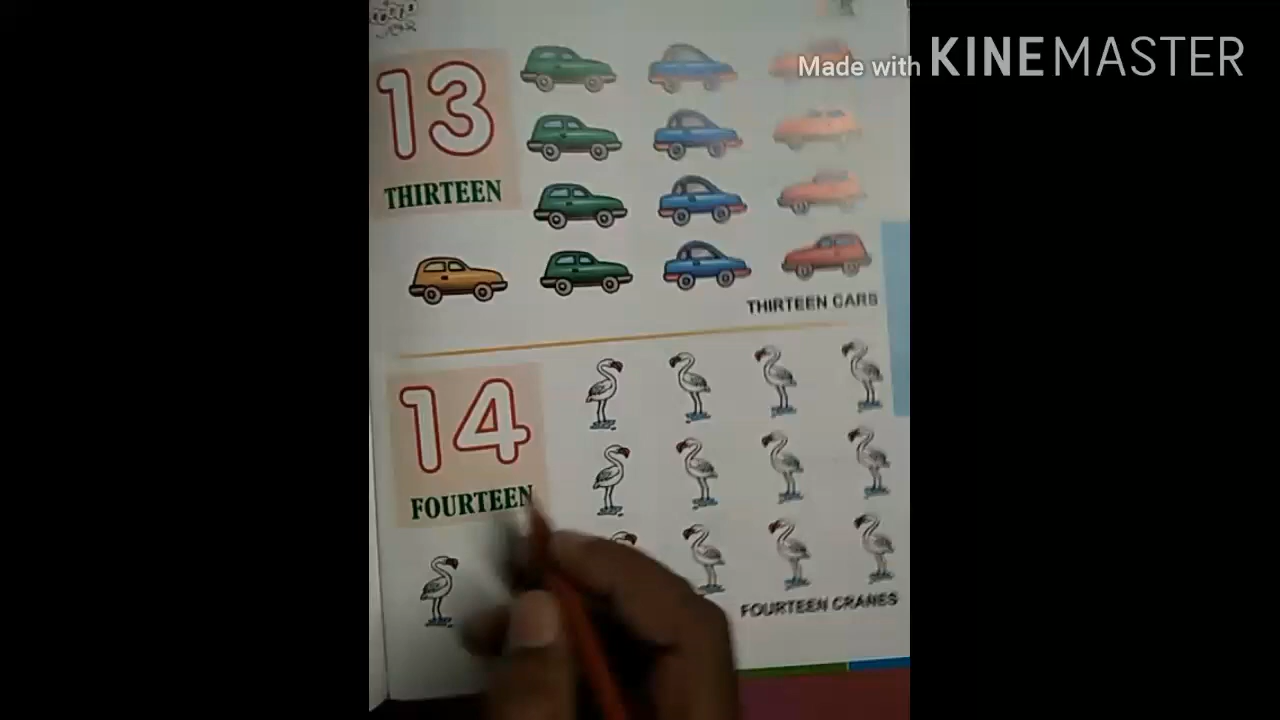 Made with KINEMASTER
13
THIRTEEN
THIRTEEN CARS
14
FOURTEEN
FOURTEEN CRANES